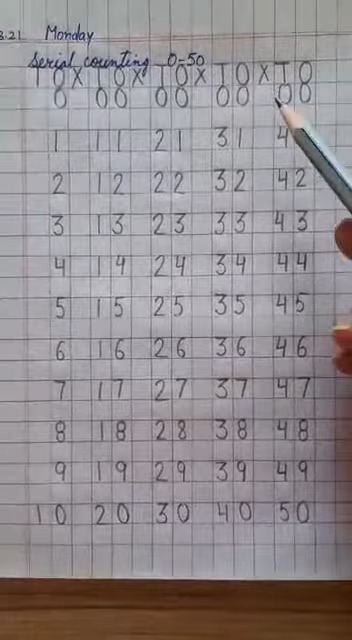 3.21 Monday
Serial counting 0-50
T O X T O X T O X T O X T O
0 0 0 0 0 0 0 0 0
1 11 21 31 4
2 12 22 32 42
3 13 23 33 43
4 14 24 34 44
5 15 25 35 45
6 16 26 36 46
7 17 27 37 47
8 18 28 38 48
9 19 29 39 49
10 20 30 40 50